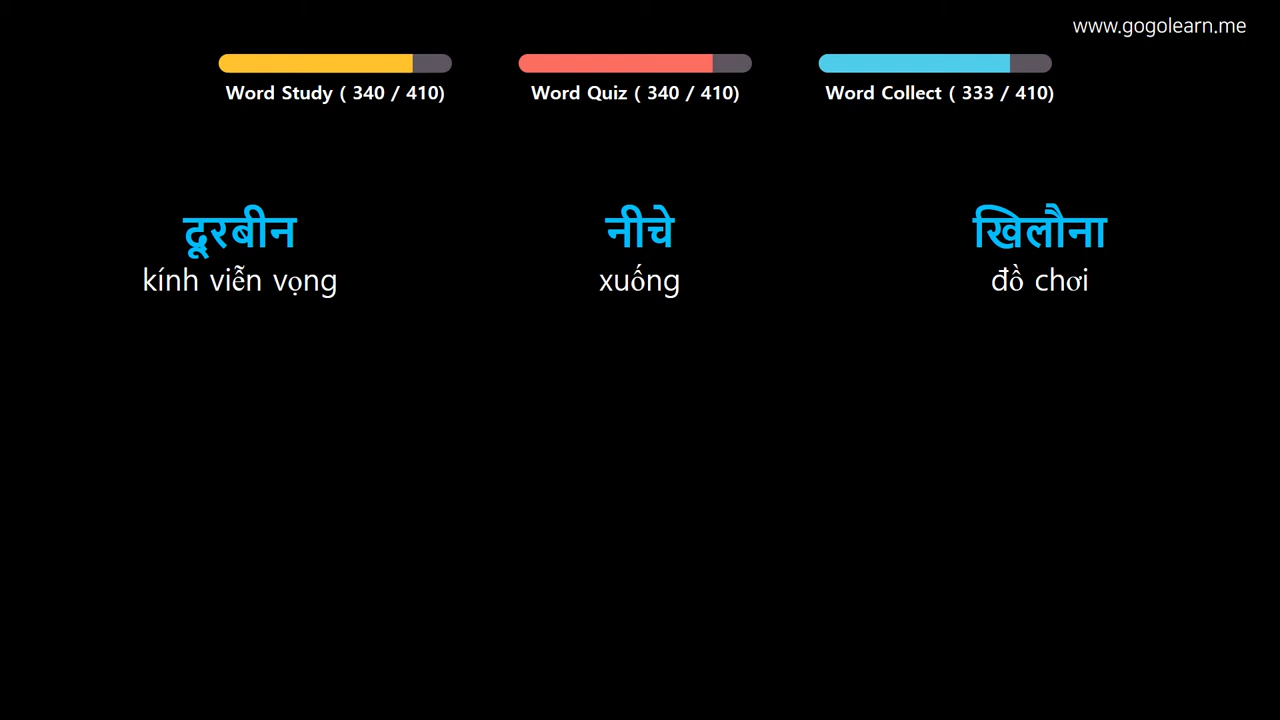 www.gogolearn.me
Word Study ( 340 / 410)
Word Quiz ( 340 / 410)
Word Collect ( 333 / 410)
दूरबीन
kính viễn vọng
नीचे
xuống
खिलौना
đồ chơi